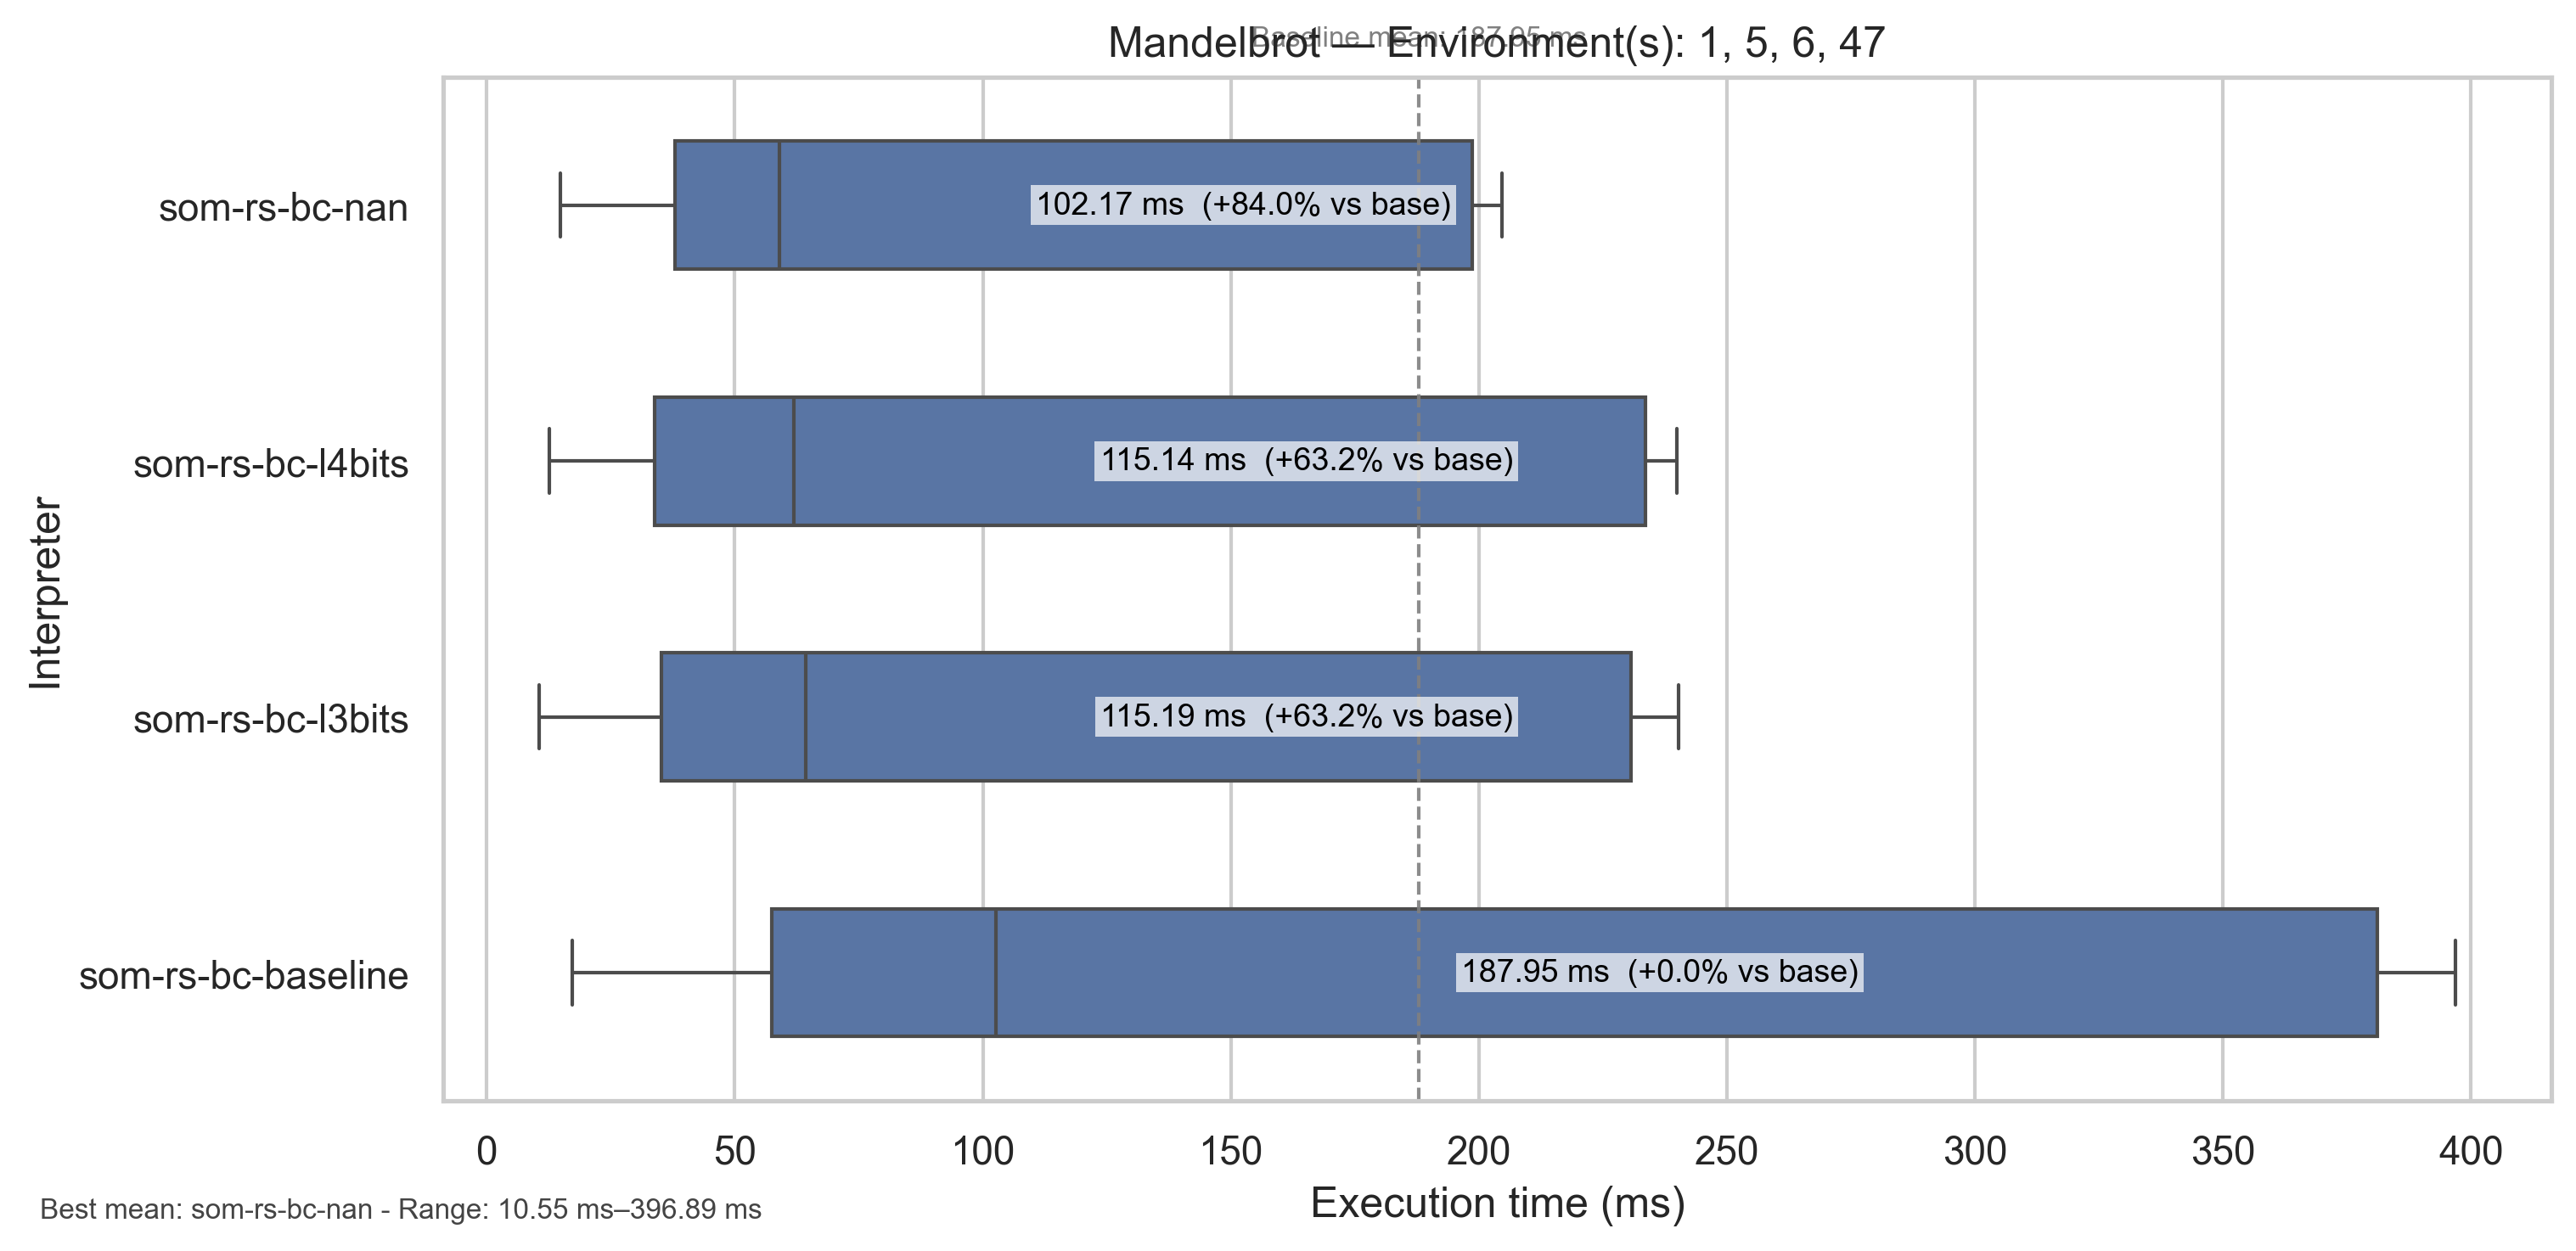 Baseline mean: 187.95 ms
Mandelbrot — Environment(s): 1, 5, 6, 47
som-rs-bc-nan
102.17 ms (+84.0% vs base)
som-rs-bc-l4bits
115.14 ms (+63.2% vs base)
som-rs-bc-l3bits
115.19 ms (+63.2% vs base)
som-rs-bc-baseline
187.95 ms (+0.0% vs base)
Interpreter
0 50 100 150 200 250 300 350 400
Execution time (ms)
Best mean: som-rs-bc-nan - Range: 10.55 ms–396.89 ms